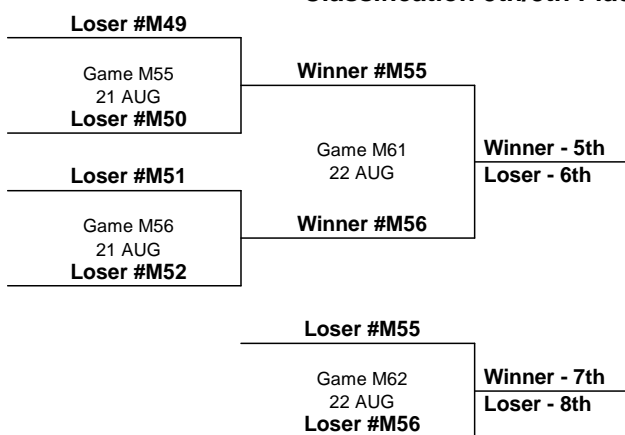 Loser #M49
Game M55
21 AUG
Loser #M50
Winner #M55
Game M61
22 AUG
Winner - 5th
Loser - 6th
Loser #M51
Game M56
21 AUG
Loser #M52
Winner #M56
Loser #M55
Game M62
22 AUG
Loser #M56
Winner - 7th
Loser - 8th